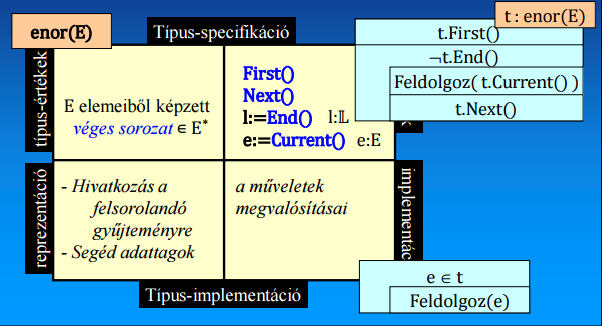 enor(E)
Típus-specifikáció
t : enor(E)
t.First()
¬t.End()
Feldolgoz( t.Current() )
t.Next()
típus-értékek
E elemeiből képzett
véges sorozat ∈ E*
First()
Next()
l:=End() l:𝕃
e:=Current() e:E
reprezentáció
- Hivatkozás a
felsorolandó
gyűjteményre
- Segéd adattagok
a műveletek
megvalósításai
e ∈ t
Feldolgoz(e)
Típus-implementáció